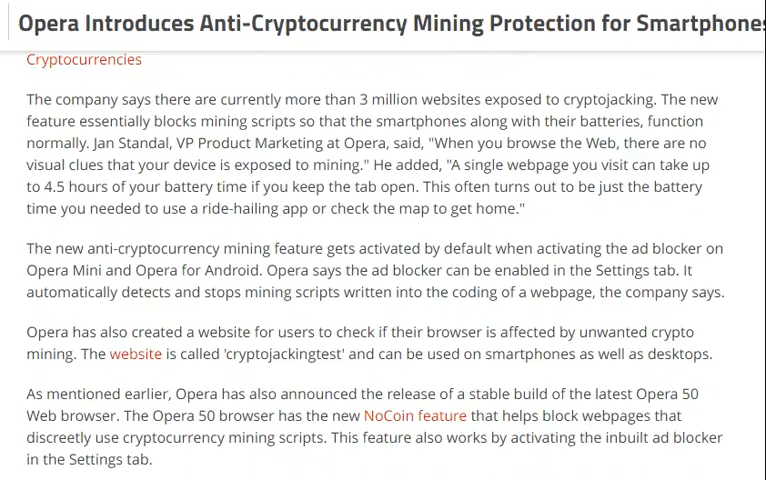 Opera Introduces Anti-Cryptocurrency Mining Protection for Smartphones
Cryptocurrencies
The company says there are currently more than 3 million websites exposed to cryptojacking. The new
feature essentially blocks mining scripts so that the smartphones along with their batteries, function
normally. Jan Standal, VP Product Marketing at Opera, said, "When you browse the Web, there are no
visual clues that your device is exposed to mining." He added, "A single webpage you visit can take up
to 4.5 hours of your battery time if you keep the tab open. This often turns out to be just the battery
time you needed to use a ride-hailing app or check the map to get home."
The new anti-cryptocurrency mining feature gets activated by default when activating the ad blocker on
Opera Mini and Opera for Android. Opera says the ad blocker can be enabled in the Settings tab. It
automatically detects and stops mining scripts written into the coding of a webpage, the company says.
Opera has also created a website for users to check if their browser is affected by unwanted crypto
mining. The website is called 'cryptojackingtest' and can be used on smartphones as well as desktops.
As mentioned earlier, Opera has also announced the release of a stable build of the latest Opera 50
Web browser. The Opera 50 browser has the new NoCoin feature that helps block webpages that
discreetly use cryptocurrency mining scripts. This feature also works by activating the inbuilt ad blocker
in the Settings tab.